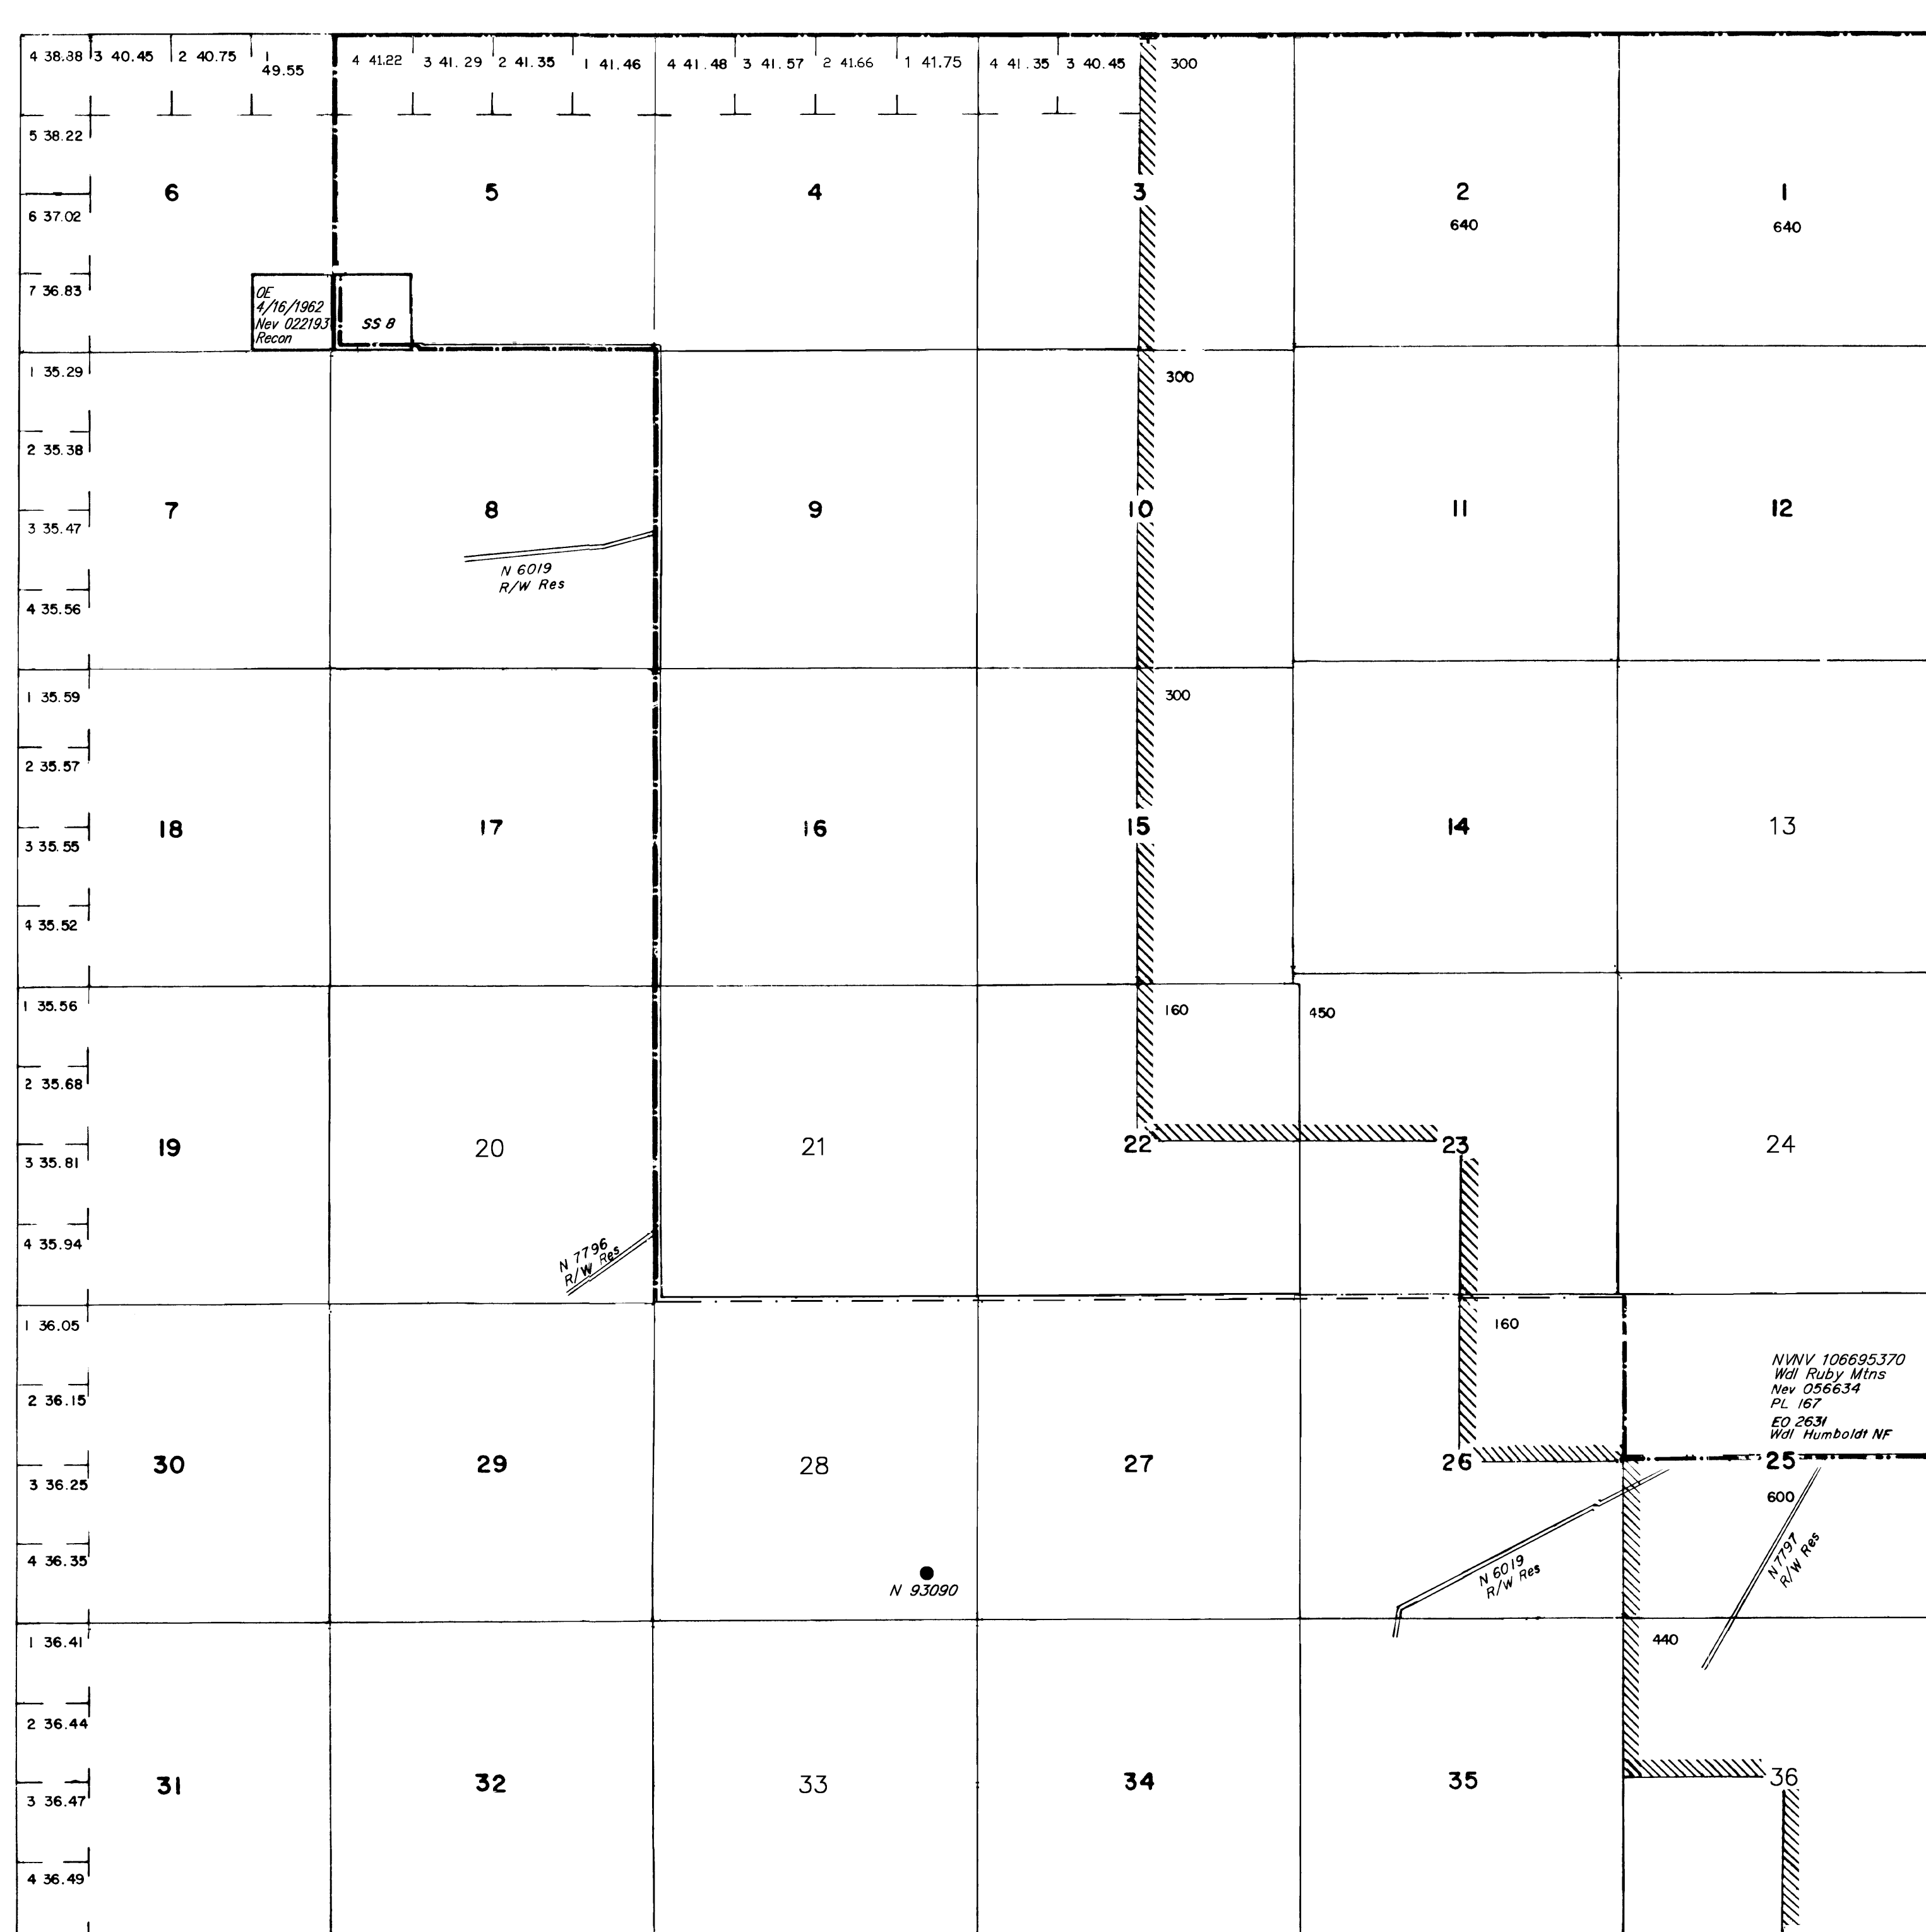 4 38.38 3 40.45 2 40.75 1 49.55 4 41.22 3 41.29 2 41.35 1 41.46 4 41.48 3 41.57 2 41.66 1 41.75 4 41.35 3 40.45 300
5 38.22
6 5 4 3 2 1
6 37.02
640 640
7 36.83
OE
4/16/1962
Nev 022193
Recon
SS 8
1 35.29
300
2 35.38
7 8 9 10 11 12
3 35.47
N 6019
R/W Res
4 35.56
1 35.59
300
2 35.57
18 17 16 15 14 13
3 35.55
4 35.52
1 35.56
160 450
2 35.68
19 20 21 22 23 24
3 35.81
4 35.94
N 7796
R/W Res
1 36.05
160
NVNV 106695370
Wdl Ruby Mtns
Nev 056634
PL 167
EO 2631
Wdl Humboldt NF
2 36.15
30 29 28 27 26 25
3 36.25
600
4 36.35
N 93090
N 6019
R/W Res
N 7797
R/W Res
1 36.41
440
2 36.44
31 32 33 34 35 36
3 36.47
4 36.49